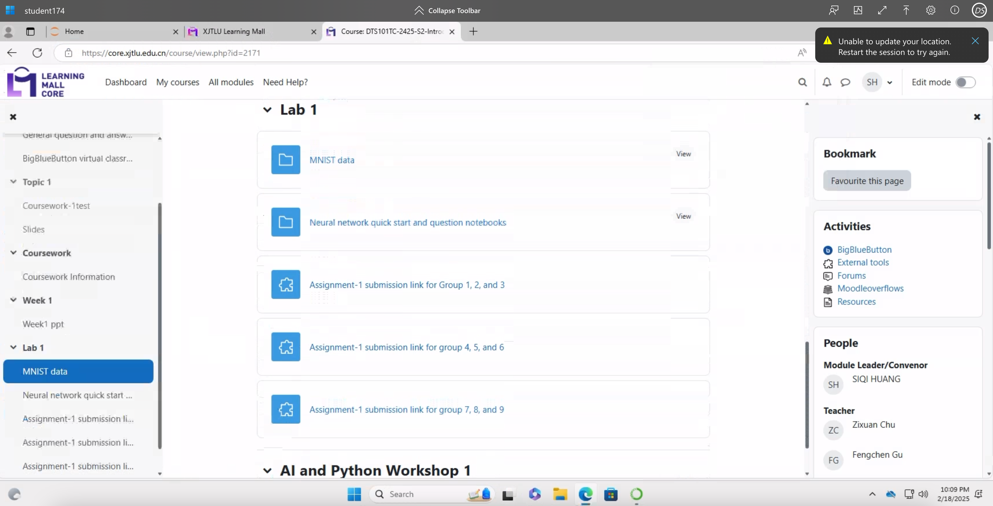 student174
Collapse Toolbar
DS
Home
XJTLU Learning Mall
Course: DTS101TC-2425-S2-Intro
https://core.xjtlu.edu.cn/course/view.php?id=2171
Unable to update your location.
Restart the session to try again.
LEARNING
MALL
CORE
Dashboard
My courses
All modules
Need Help?
SH
Edit mode
General question and answ...
BigBlueButton virtual classr...
Topic 1
Coursework-1test
Slides
Coursework
Coursework Information
Week 1
Week1 ppt
Lab 1
MNIST data
Neural network quick start ...
Assignment-1 submission li...
Assignment-1 submission li...
Assignment-1 submission li...
Lab 1
MNIST data
View
Neural network quick start and question notebooks
View
Assignment-1 submission link for Group 1, 2, and 3
Assignment-1 submission link for group 4, 5, and 6
Assignment-1 submission link for group 7, 8, and 9
AI and Python Workshop 1
Bookmark
Favourite this page
Activities
BigBlueButton
External tools
Forums
Moodleoverflows
Resources
People
Module Leader/Convenor
SH
SIQI HUANG
Teacher
ZC
Zixuan Chu
FG
Fengchen Gu
Search
10:09 PM
2/18/2025